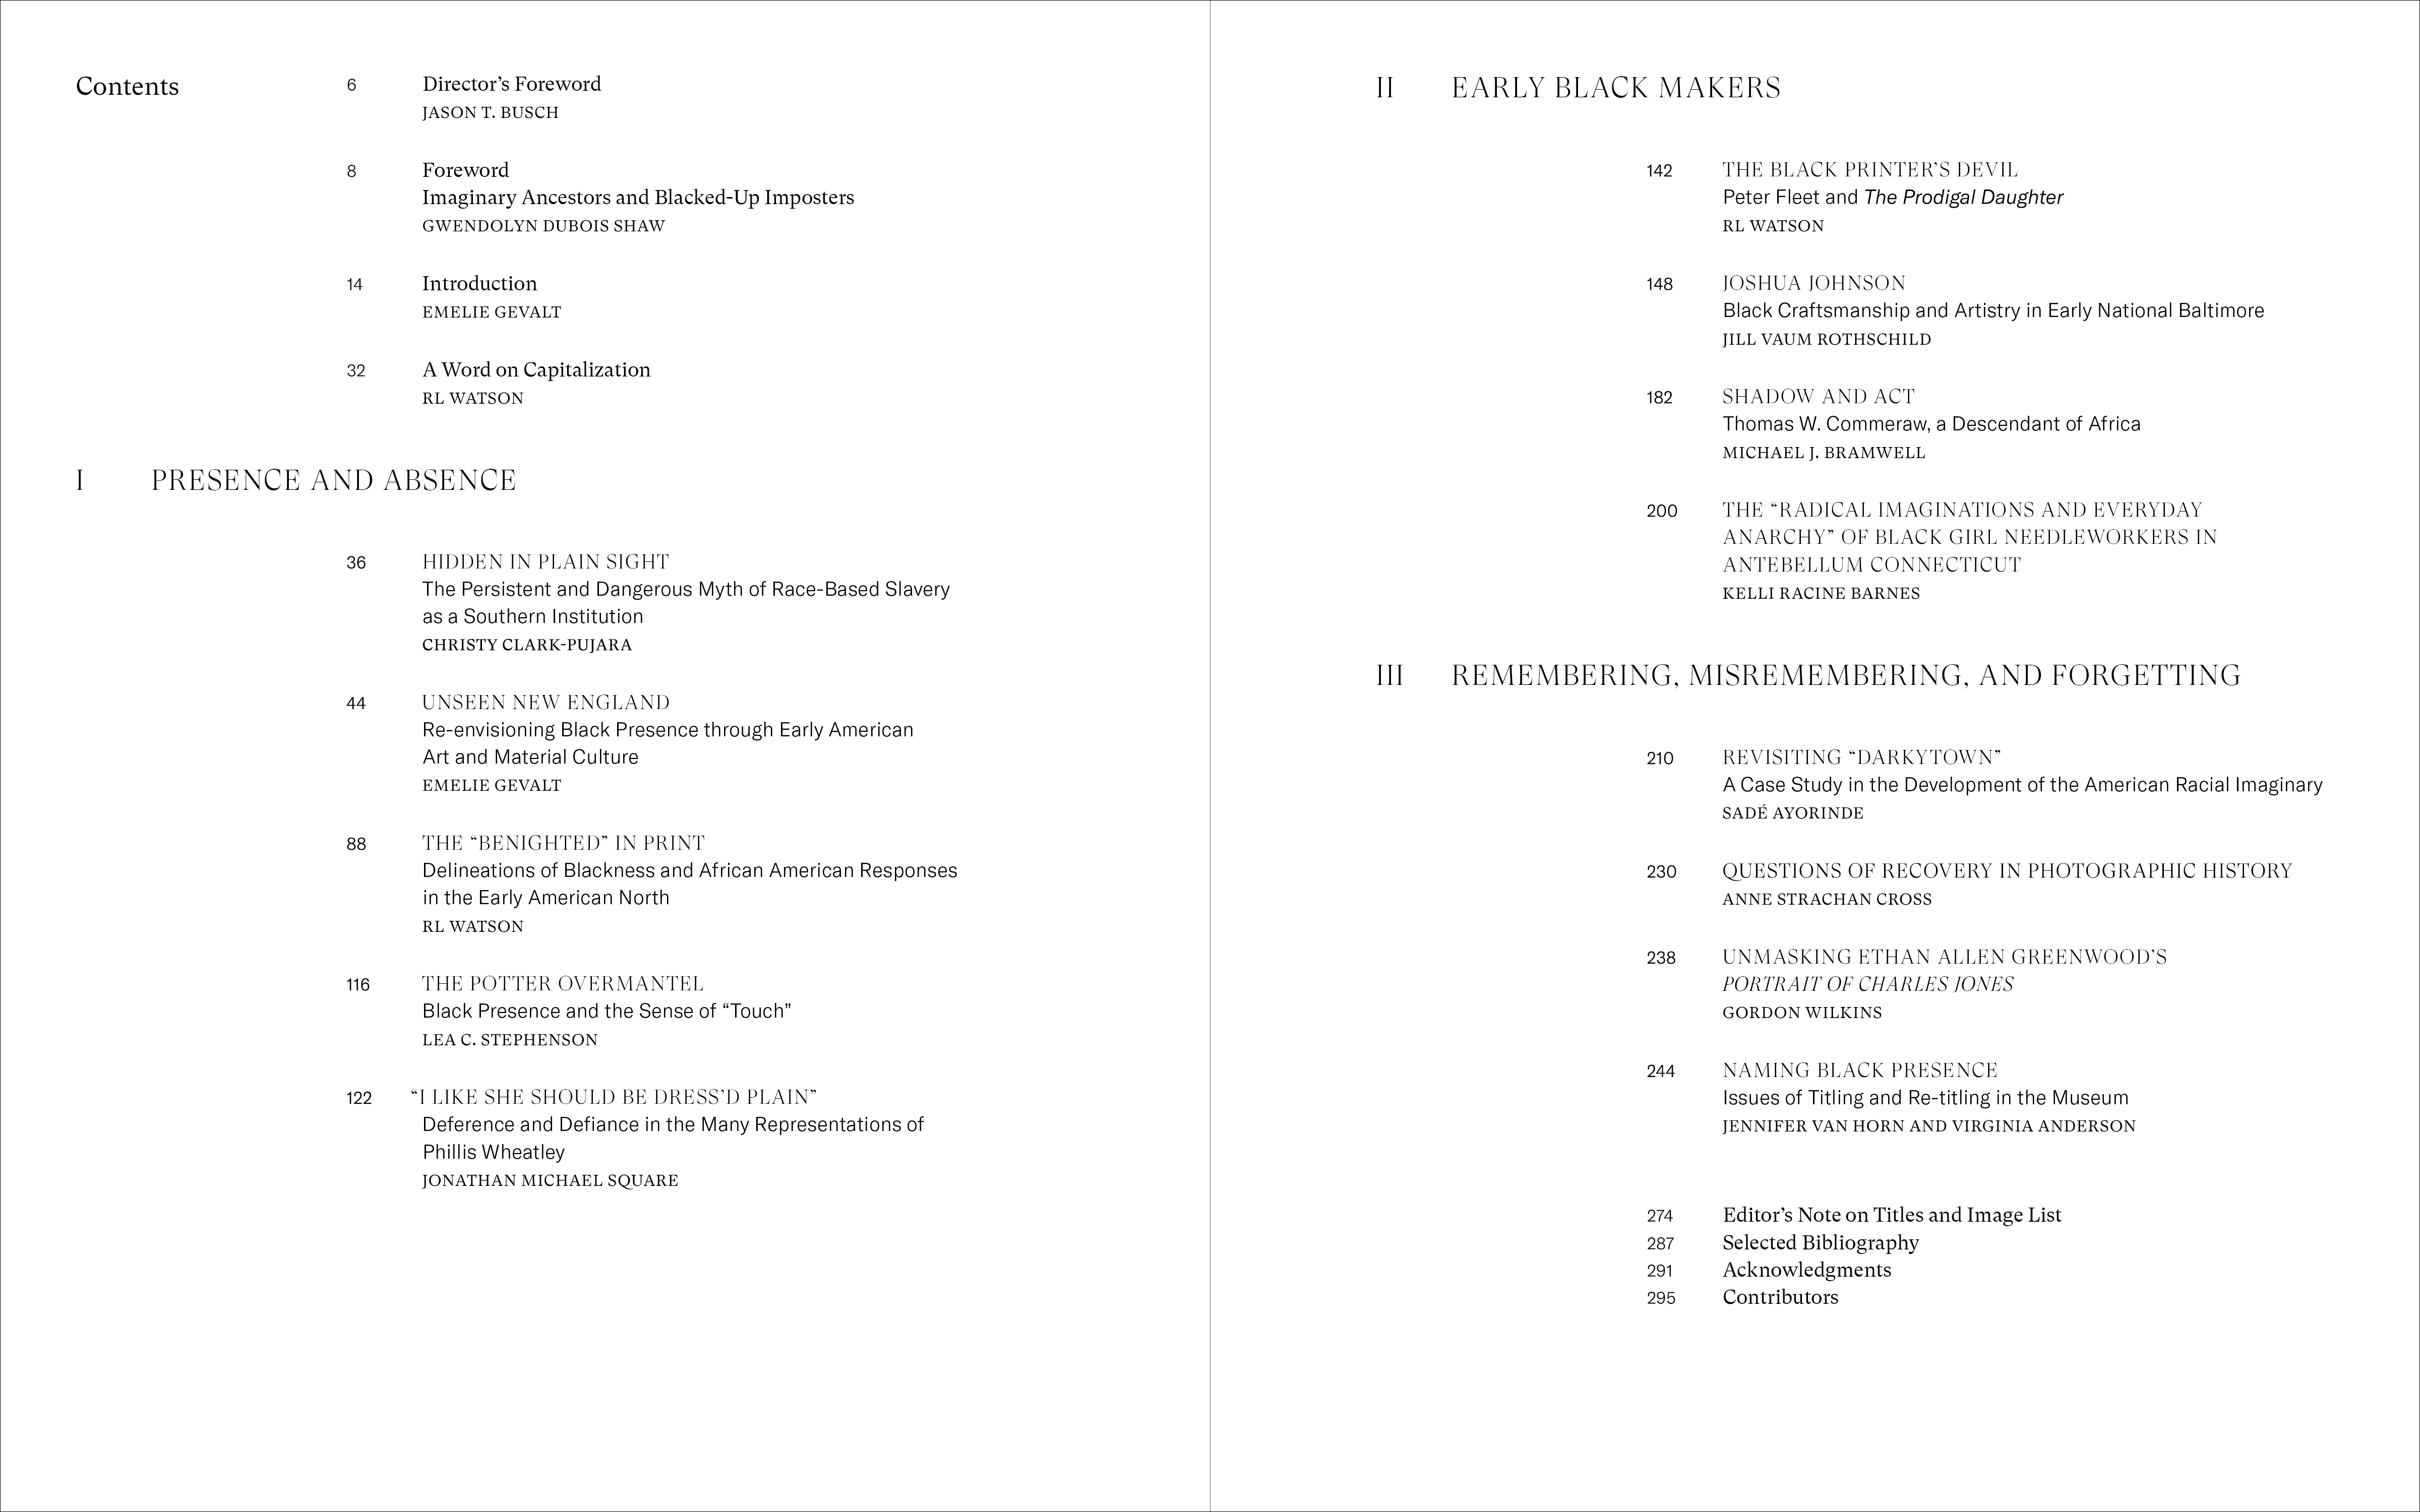 Contents
6 Director’s Foreword
JASON T. BUSCH
8 Foreword
Imaginary Ancestors and Blacked-Up Imposters
GWENDOLYN DUBOIS SHAW
14 Introduction
EMELIE GEVALT
32 A Word on Capitalization
RL WATSON
I PRESENCE AND ABSENCE
36 HIDDEN IN PLAIN SIGHT
The Persistent and Dangerous Myth of Race-Based Slavery
as a Southern Institution
CHRISTY CLARK-PUJARA
44 UNSEEN NEW ENGLAND
Re-envisioning Black Presence through Early American
Art and Material Culture
EMELIE GEVALT
88 THE “BENIGHTED” IN PRINT
Delineations of Blackness and African American Responses
in the Early American North
RL WATSON
116 THE POTTER OVERMANTEL
Black Presence and the Sense of “Touch”
LEA C. STEPHENSON
122 “I LIKE SHE SHOULD BE DRESS’D PLAIN”
Deference and Defiance in the Many Representations of
Phillis Wheatley
JONATHAN MICHAEL SQUARE
II EARLY BLACK MAKERS
142 THE BLACK PRINTER’S DEVIL
Peter Fleet and The Prodigal Daughter
RL WATSON
148 JOSHUA JOHNSON
Black Craftsmanship and Artistry in Early National Baltimore
JILL VAUM ROTHSCHILD
182 SHADOW AND ACT
Thomas W. Commeraw, a Descendant of Africa
MICHAEL J. BRAMWELL
200 THE “RADICAL IMAGINATIONS AND EVERYDAY
ANARCHY” OF BLACK GIRL NEEDLEWORKERS IN
ANTEBELLUM CONNECTICUT
KELLI RACINE BARNES
III REMEMBERING, MISREMEMBERING, AND FORGETTING
210 REVISITING “DARKYTOWN”
A Case Study in the Development of the American Racial Imaginary
SADÉ AYORINDE
230 QUESTIONS OF RECOVERY IN PHOTOGRAPHIC HISTORY
ANNE STRACHAN CROSS
238 UNMASKING ETHAN ALLEN GREENWOOD’S
PORTRAIT OF CHARLES JONES
GORDON WILKINS
244 NAMING BLACK PRESENCE
Issues of Titling and Re-titling in the Museum
JENNIFER VAN HORN AND VIRGINIA ANDERSON
274 Editor’s Note on Titles and Image List
287 Selected Bibliography
291 Acknowledgments
295 Contributors